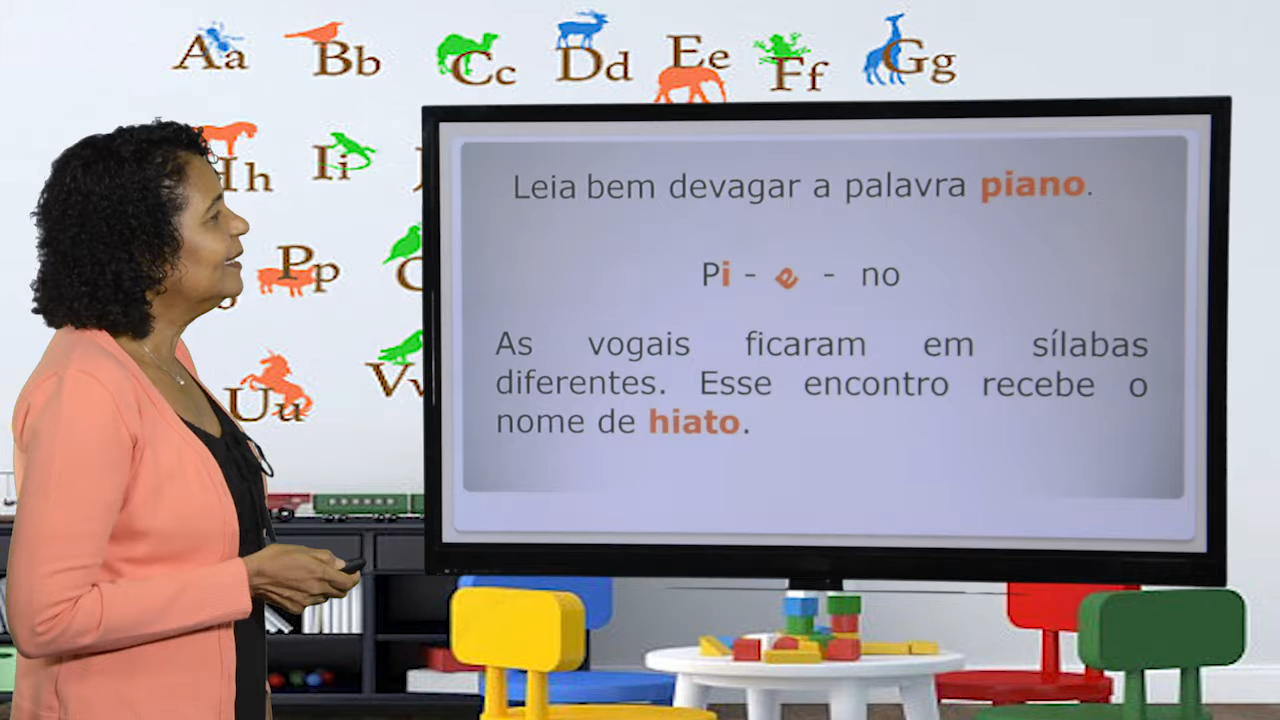 Aa Bb Cc Dd Ee Ff Gg
Hh Ii
Pp
Uu
Leia bem devagar a palavra piano.
Pi - a - no
As vogais ficaram em sílabas
diferentes. Esse encontro recebe o
nome de hiato.